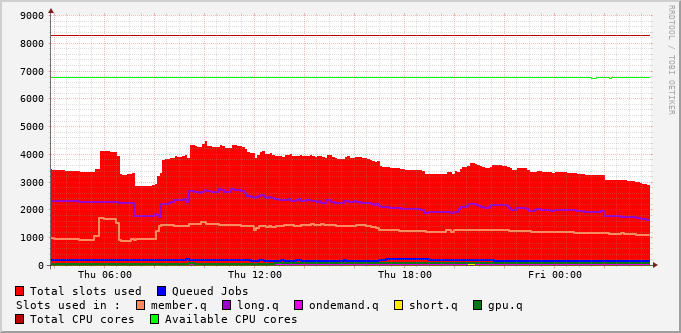 9000
8000
7000
6000
5000
4000
3000
2000
1000
0
Thu 06:00 Thu 12:00 Thu 18:00 Fri 00:00
RRDTOOL / TOBI OETIKER
Total slots used Queued Jobs
Slots used in : member.q long.q ondemand.q short.q gpu.q
Total CPU cores Available CPU cores